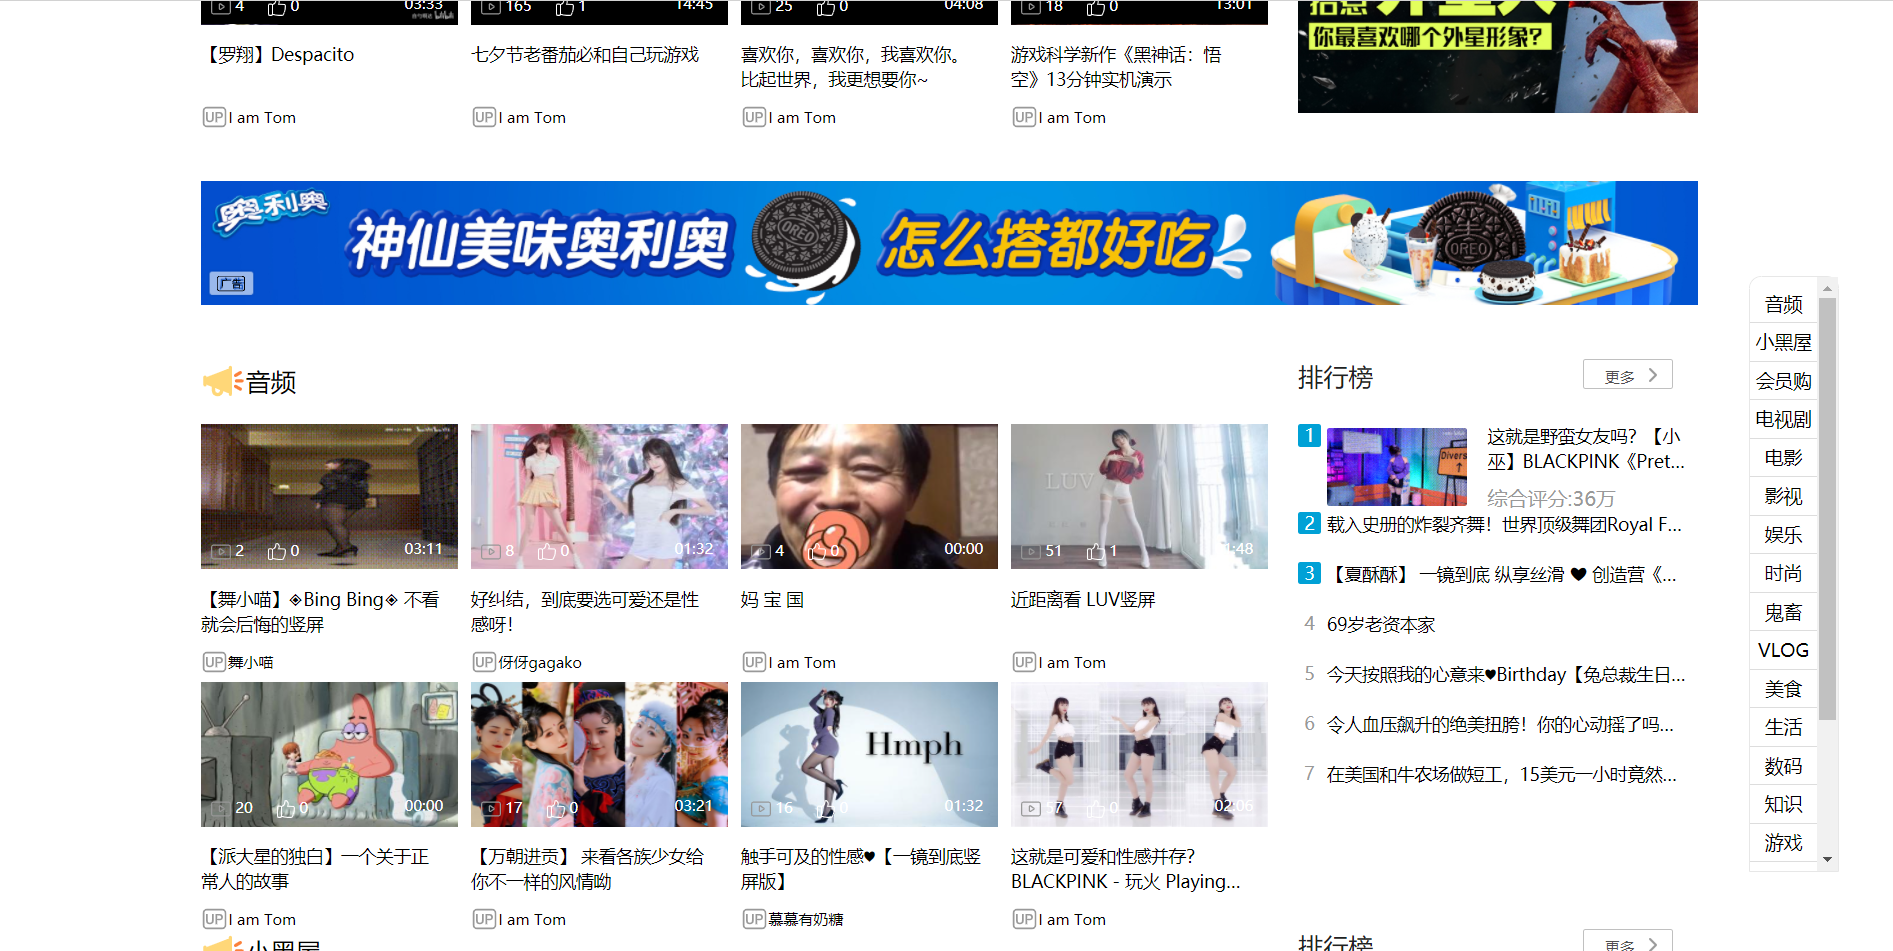 4 0 03:33
165 1 14:45
25 0 04:08
18 0 13:01
你最喜欢哪个外星形象?
【罗翔】Despacito
七夕节老番茄必和自己玩游戏
喜欢你，喜欢你，我喜欢你。
比起世界，我更想要你~
游戏科学新作《黑神话：悟
空》13分钟实机演示
UP I am Tom
UP I am Tom
UP I am Tom
UP I am Tom
奥利奥
神仙美味奥利奥
OREO
怎么搭都好吃
OREO
广告
音频
2 0 03:11
8 0 01:32
4 0 00:00
LUV
51 1 1:48
【舞小喵】◈Bing Bing◈ 不看
就会后悔的竖屏
好纠结，到底要选可爱还是性
感呀！
妈 宝 国
近距离看 LUV竖屏
UP 舞小喵
UP 伢伢gagako
UP I am Tom
UP I am Tom
20 0 00:00
17 0 03:21
Hmph
16 0 01:32
57 0 02:06
【派大星的独白】一个关于正
常人的故事
【万朝进贡】 来看各族少女给
你不一样的风情呦
触手可及的性感♥【一镜到底竖
屏版】
这就是可爱和性感并存？
BLACKPINK - 玩火 Playing...
UP I am Tom
UP I am Tom
UP 慕慕有奶糖
UP I am Tom
小黑屋
排行榜
更多
1
Divers
这就是野蛮女友吗？【小
巫】BLACKPINK《Pret...
综合评分:36万
2 载入史册的炸裂齐舞！世界顶级舞团Royal F...
3 【夏酥酥】 一镜到底 纵享丝滑 ♥ 创造营《...
4 69岁老资本家
5 今天按照我的心意来♥Birthday【兔总裁生日...
6 令人血压飙升的绝美扭胯！你的心动摇了吗...
7 在美国和牛农场做短工，15美元一小时竟然...
排行榜
更多
音频
小黑屋
会员购
电视剧
电影
影视
娱乐
时尚
鬼畜
VLOG
美食
生活
数码
知识
游戏